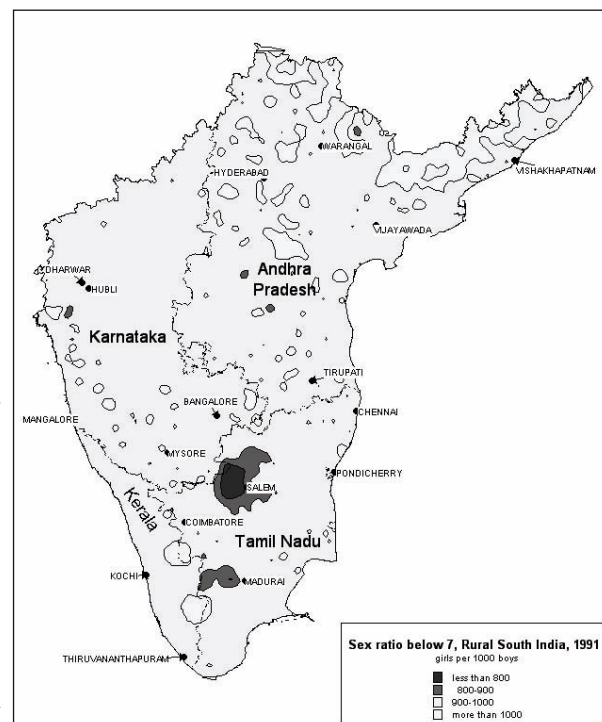 WARANGAL
VISHAKHAPATNAM
HYDERABAD
VIJAYAWADA
Andhra
Pradesh
DHARWAR
HUBLI
Karnataka
TIRUPATI
BANGALORE
CHENNAI
MANGALORE
MYSORE
PONDICHERRY
SALEM
Kerala
COIMBATORE
Tamil Nadu
KOCHI
MADURAI
THIRUVANANTHAPURAM
Sex ratio below 7, Rural South India, 1991
girls per 1000 boys
less than 800
800-900
900-1000
more than 1000